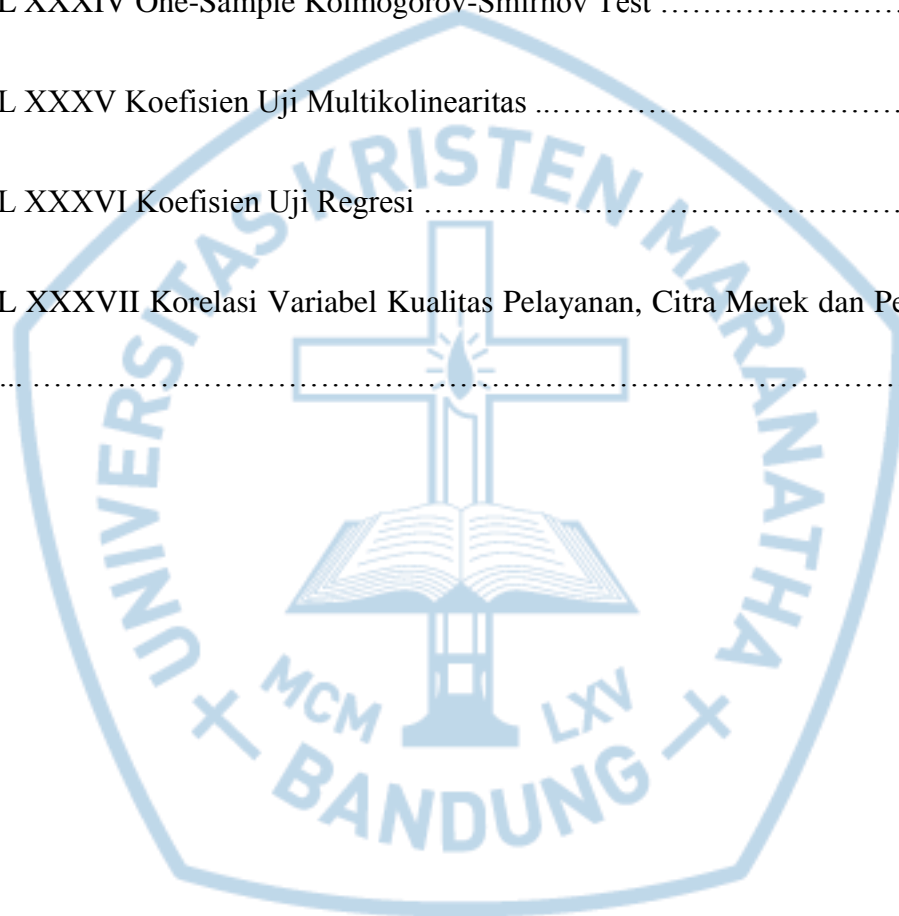 L XXXIV One-Sample Kolmogorov-Smirnov Test ……………………
L XXXV Koefisien Uji Multikolinearitas ..……………………………………
L XXXVI Koefisien Uji Regresi ………………………………………………
L XXXVII Korelasi Variabel Kualitas Pelayanan, Citra Merek dan Pe
... ………………………………………………………………………………
UNIVERSITAS KRISTEN MARANATHA
MCM LXV
BANDUNG